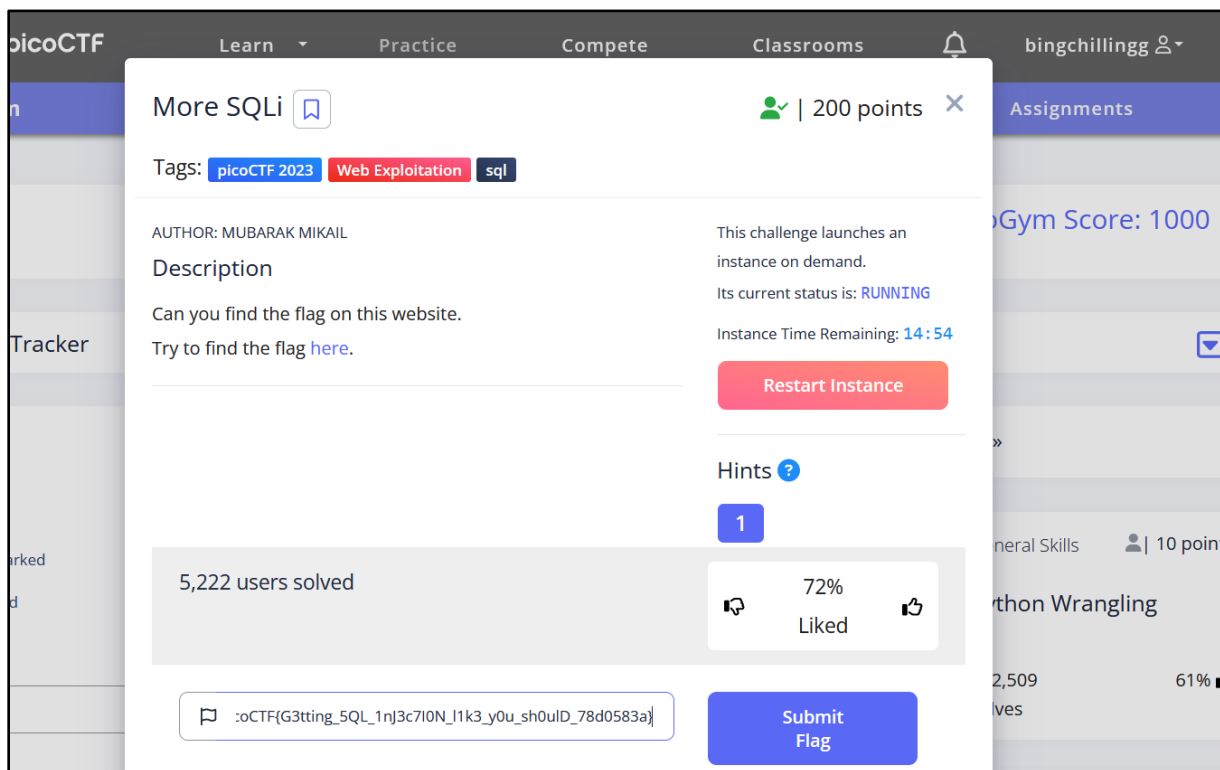 picoCTF Learn Practice Compete Classrooms bingchillingg
n Assignments
More SQLi | 200 points
Tags: picoCTF 2023 Web Exploitation sql
AUTHOR: MUBARAK MIKAIL
Description
Can you find the flag on this website.
Try to find the flag here.
This challenge launches an
instance on demand.
Its current status is: RUNNING
Instance Time Remaining: 14:54
Restart Instance
Hints ?
1
5,222 users solved
72%
Liked
:oCTF{G3tting_5QL_1nJ3c7I0N_l1k3_y0u_sh0ulD_78d0583a}
Submit
Flag
Tracker
arked
d
oGym Score: 1000
»
neral Skills | 10 poin
ython Wrangling
2,509 61%
lves